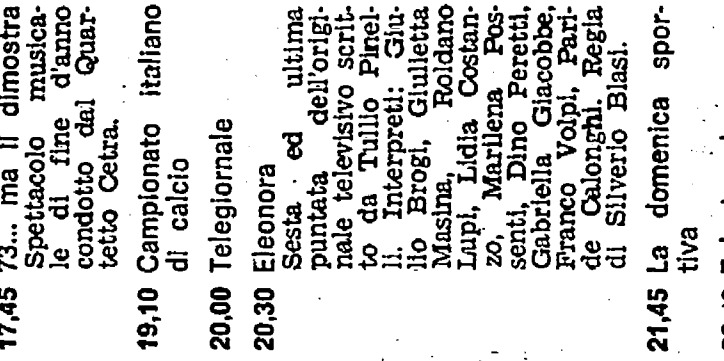 17,45 73... ma li dimostra
Spettacolo musica-
le di fine d'anno
condotto dal Quar-
tetto Cetra.
19,10 Campionato italiano
di calcio
20,00 Telegiornale
20,30 Eleonora
Sesta ed ultima
puntata dell'origi-
nale televisivo scrit-
to da Tullio Pinel-
li. Interpreti: Giu-
lio Brogi, Giulletta
Masina, Roldano
Lupi, Lidia Costan-
zo, Marilena Pos-
senti, Dino Peretti,
Gabriella Giacobbe,
Franco Volpi, Pari-
de Calonghi. Regia
di Silverio Blasi.
21,45 La domenica spor-
tiva